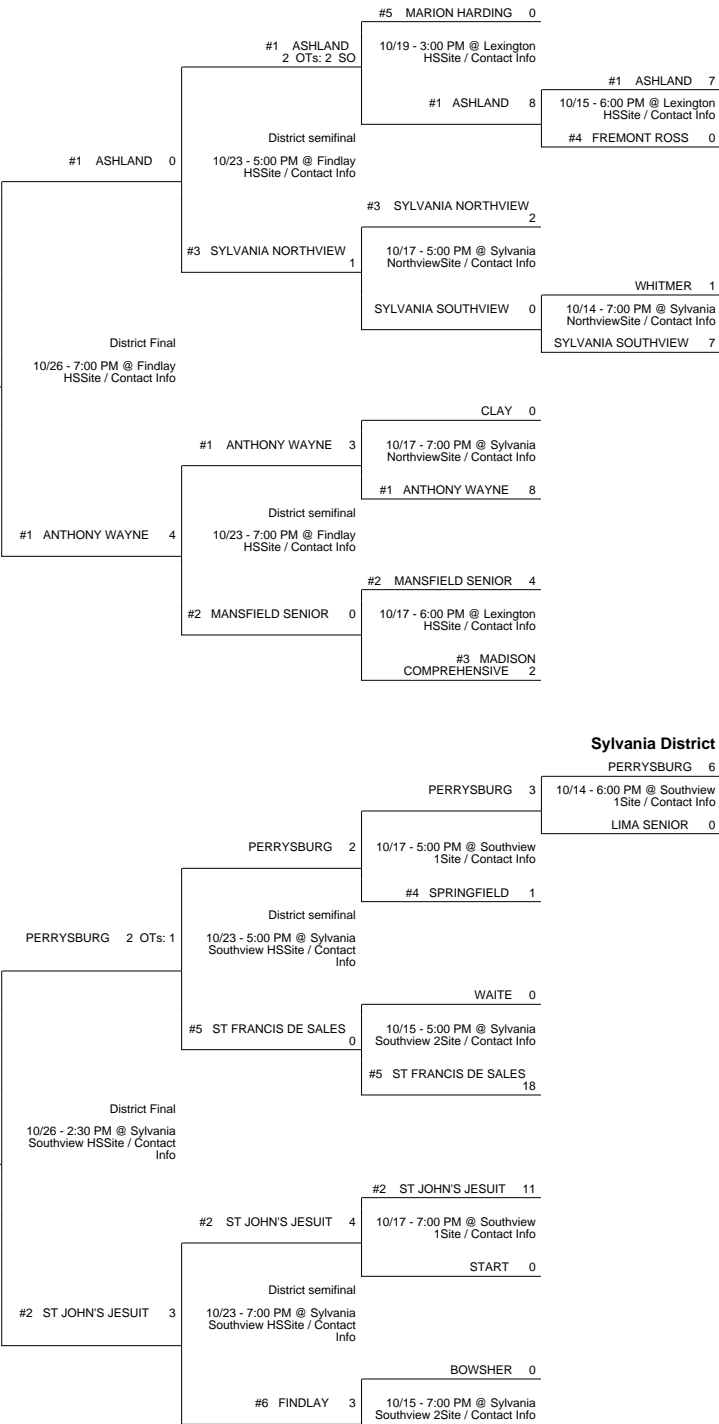 #5 MARION HARDING 0
#1 ASHLAND
2 OTs: 2 SO
10/19 - 3:00 PM @ Lexington
HSSite / Contact Info
#1 ASHLAND 7
#1 ASHLAND 8
10/15 - 6:00 PM @ Lexington
HSSite / Contact Info
District semifinal
#4 FREMONT ROSS 0
#1 ASHLAND 0
10/23 - 5:00 PM @ Findlay
HSSite / Contact Info
#3 SYLVANIA NORTHVIEW
2
#3 SYLVANIA NORTHVIEW
1
10/17 - 5:00 PM @ Sylvania
NorthviewSite / Contact Info
WHITMER 1
SYLVANIA SOUTHVIEW 0
10/14 - 7:00 PM @ Sylvania
NorthviewSite / Contact Info
District Final
SYLVANIA SOUTHVIEW 7
10/26 - 7:00 PM @ Findlay
HSSite / Contact Info
CLAY 0
#1 ANTHONY WAYNE 3
10/17 - 7:00 PM @ Sylvania
NorthviewSite / Contact Info
#1 ANTHONY WAYNE 8
District semifinal
#1 ANTHONY WAYNE 4
10/23 - 7:00 PM @ Findlay
HSSite / Contact Info
#2 MANSFIELD SENIOR 4
#2 MANSFIELD SENIOR 0
10/17 - 6:00 PM @ Lexington
HSSite / Contact Info
#3 MADISON
COMPREHENSIVE 2
Sylvania District
PERRYSBURG 6
PERRYSBURG 3
10/14 - 6:00 PM @ Southview
1Site / Contact Info
LIMA SENIOR 0
PERRYSBURG 2
10/17 - 5:00 PM @ Southview
1Site / Contact Info
#4 SPRINGFIELD 1
District semifinal
PERRYSBURG 2 OTs: 1
10/23 - 5:00 PM @ Sylvania
Southview HSSite / Contact
Info
WAITE 0
#5 ST FRANCIS DE SALES
0
10/15 - 5:00 PM @ Sylvania
Southview 2Site / Contact Info
#5 ST FRANCIS DE SALES
18
District Final
10/26 - 2:30 PM @ Sylvania
Southview HSSite / Contact
Info
#2 ST JOHN'S JESUIT 11
#2 ST JOHN'S JESUIT 4
10/17 - 7:00 PM @ Southview
1Site / Contact Info
START 0
District semifinal
#2 ST JOHN'S JESUIT 3
10/23 - 7:00 PM @ Sylvania
Southview HSSite / Contact
Info
BOWSHER 0
#6 FINDLAY 3
10/15 - 7:00 PM @ Sylvania
Southview 2Site / Contact Info